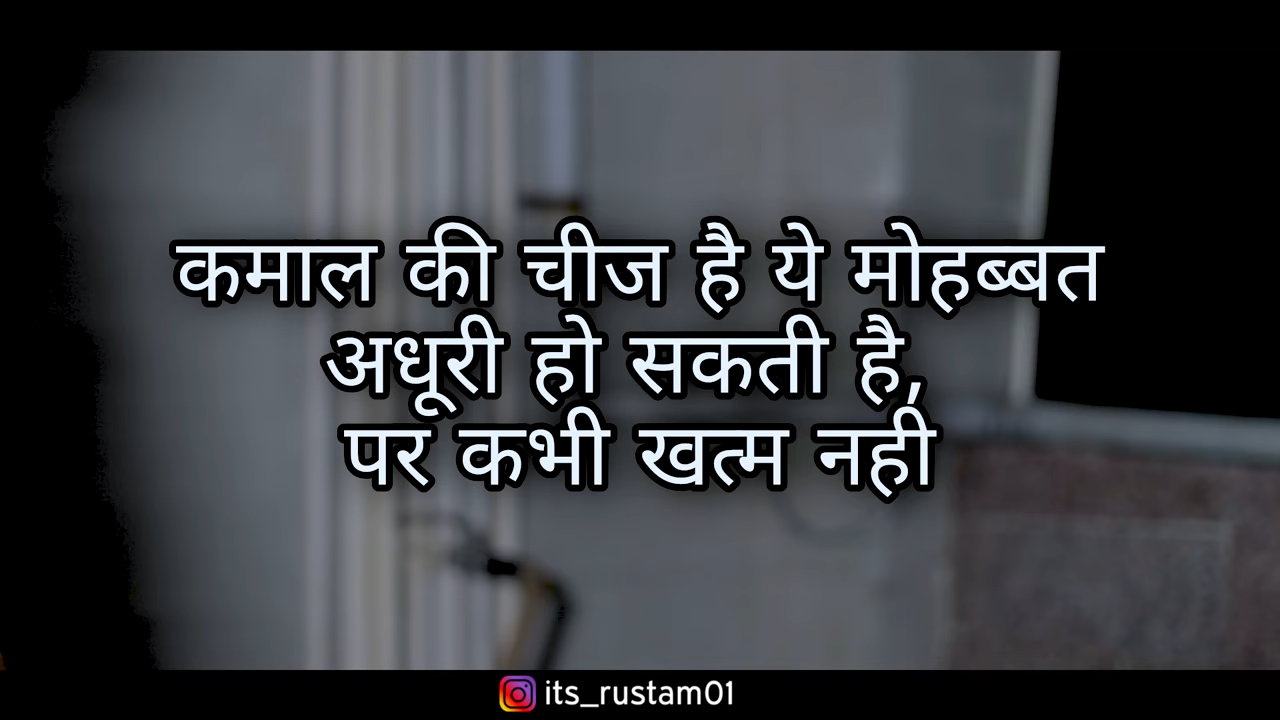 कमाल की चीज है ये मोहब्बत
अधूरी हो सकती है,
पर कभी खत्म नही
its_rustam01